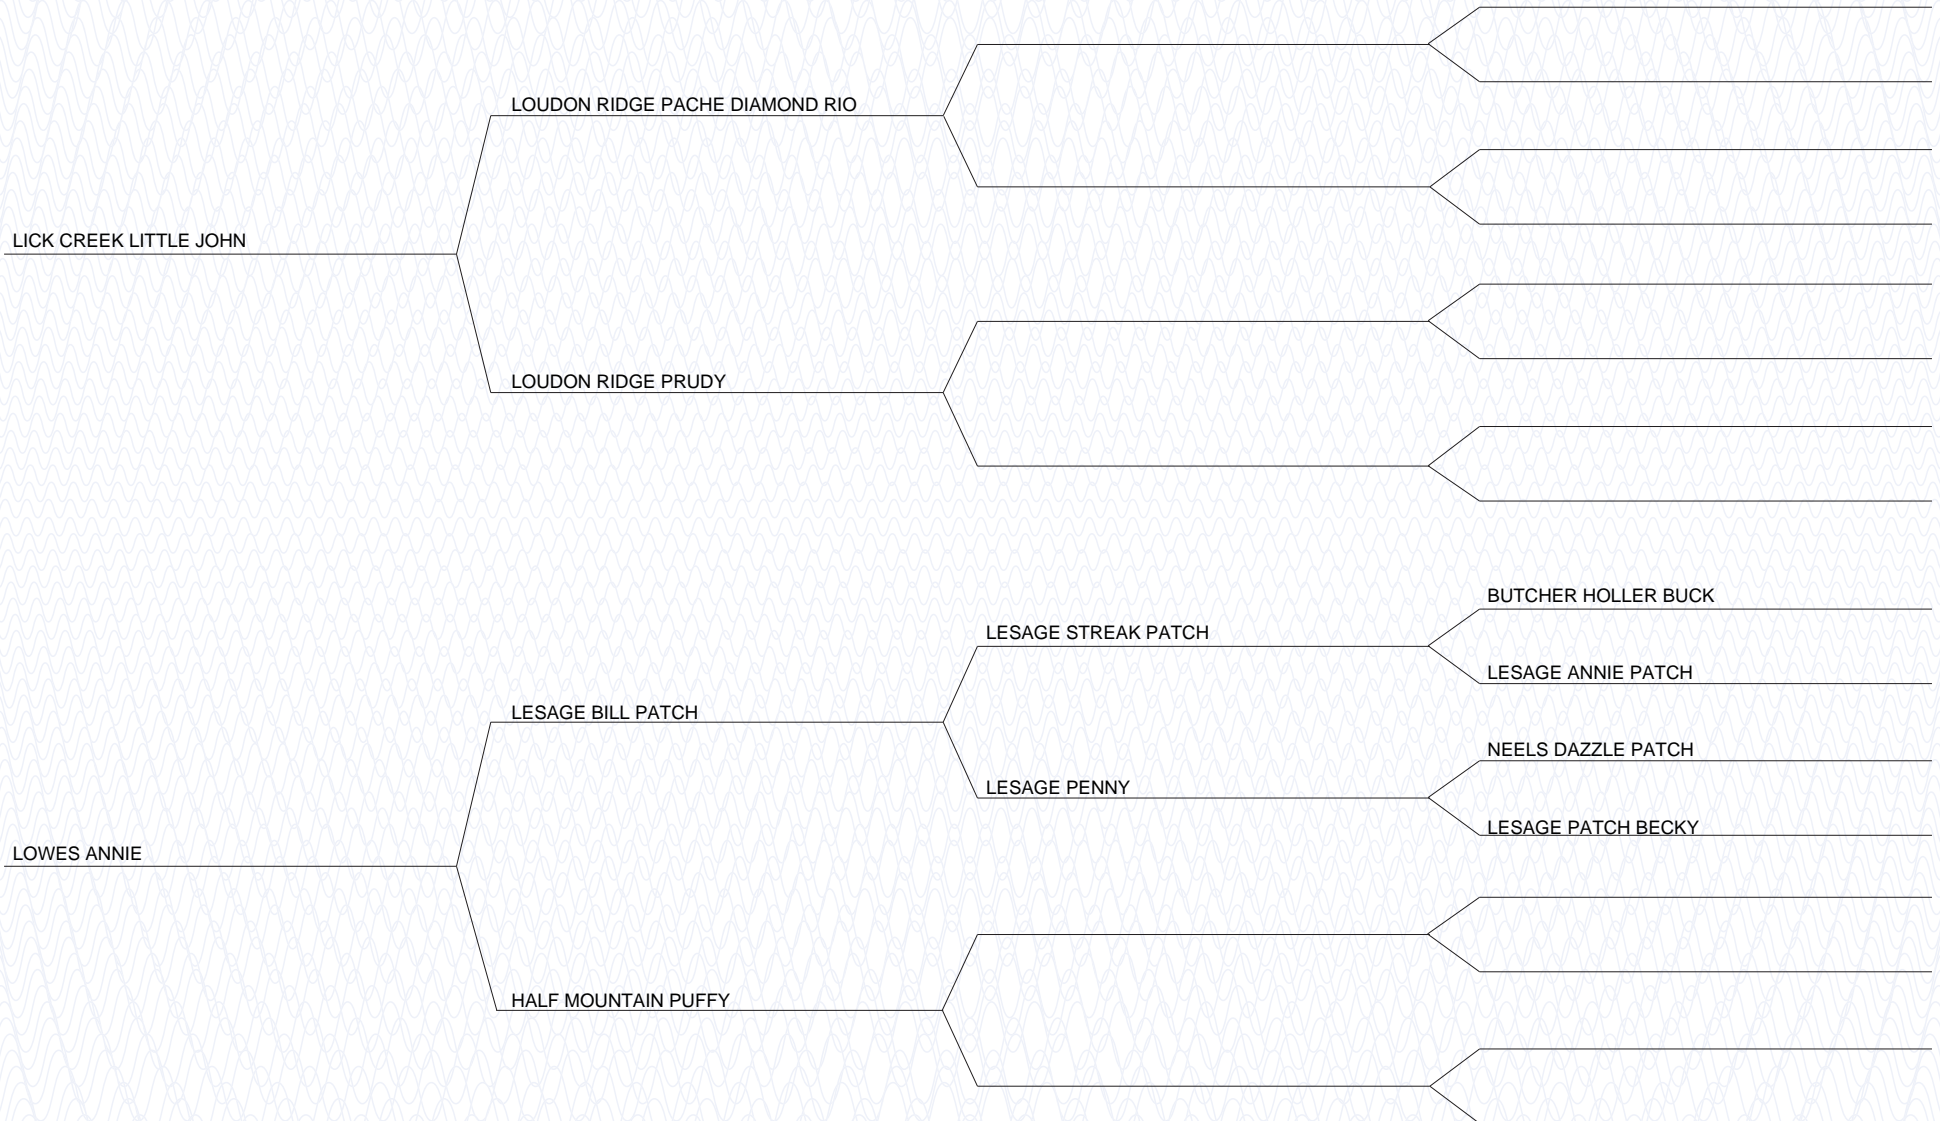 LOUDON RIDGE PACHE DIAMOND RIO
LICK CREEK LITTLE JOHN
LOUDON RIDGE PRUDY
BUTCHER HOLLER BUCK
LESAGE STREAK PATCH
LESAGE ANNIE PATCH
LESAGE BILL PATCH
NEELS DAZZLE PATCH
LESAGE PENNY
LESAGE PATCH BECKY
LOWES ANNIE
HALF MOUNTAIN PUFFY